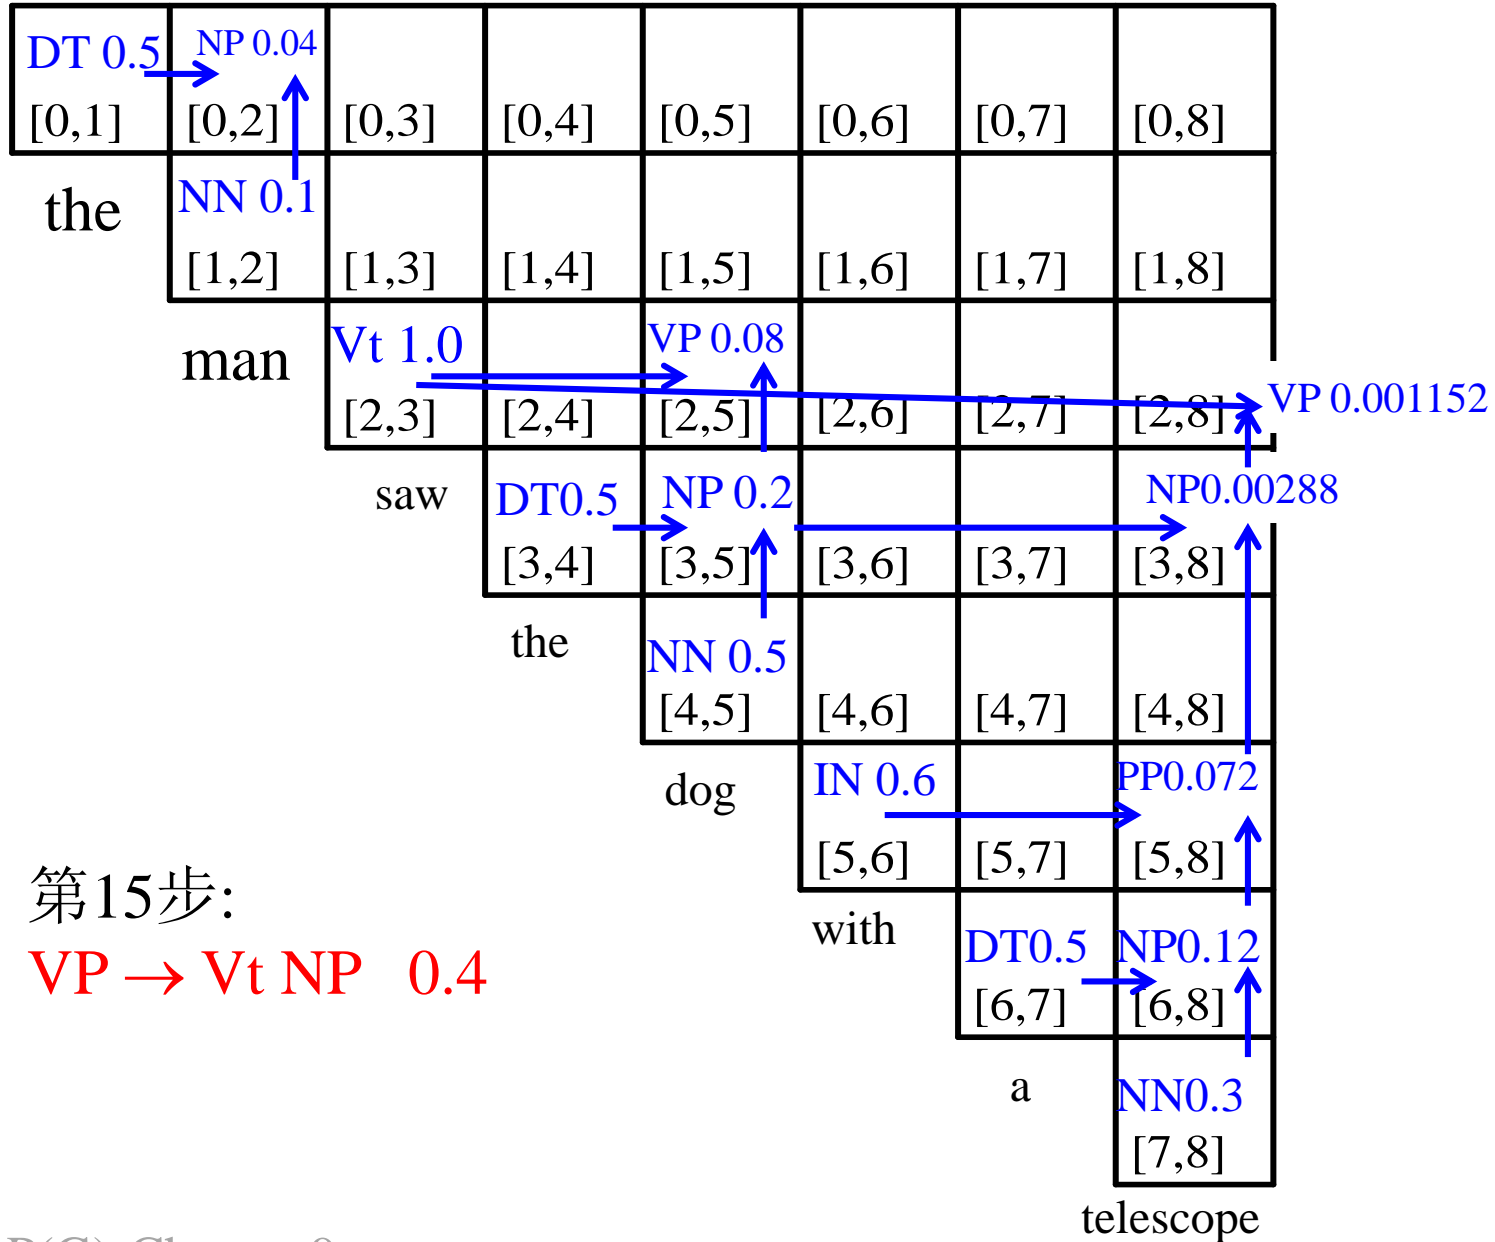 DT 0.5 NP 0.04
[0,1] [0,2] [0,3] [0,4] [0,5] [0,6] [0,7] [0,8]
the NN 0.1
[1,2] [1,3] [1,4] [1,5] [1,6] [1,7] [1,8]
man Vt 1.0 VP 0.08
[2,3] [2,4] [2,5] [2,6] [2,7] [2,8] VP 0.001152
saw DT0.5 NP 0.2 NP0.00288
[3,4] [3,5] [3,6] [3,7] [3,8]
the NN 0.5
[4,5] [4,6] [4,7] [4,8]
dog IN 0.6 PP0.072
[5,6] [5,7] [5,8]
第15步:
VP → Vt NP 0.4
with DT0.5 NP0.12
[6,7] [6,8]
a NN0.3
[7,8]
telescope